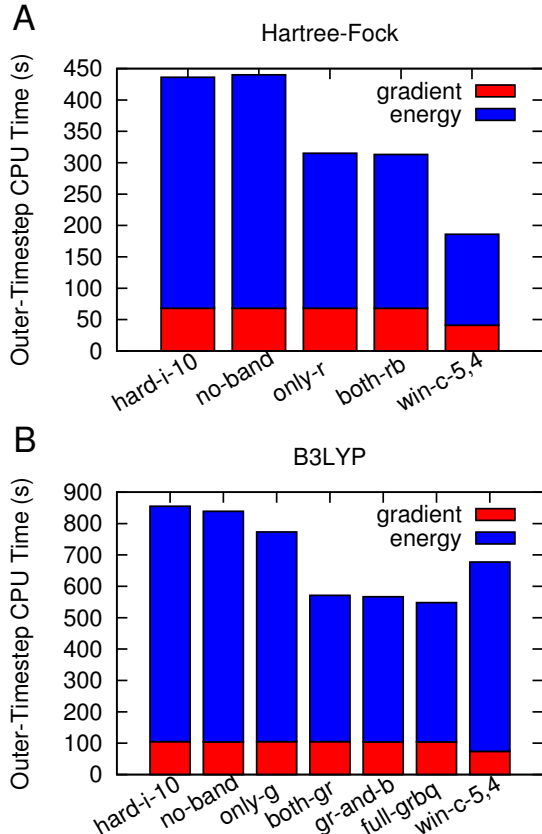 A
Hartree-Fock
Outer-Timestep CPU Time (s)
450
400
350
300
250
200
150
100
50
0
gradient
energy
hard-i-10
no-band
only-r
both-rb
win-c-5,4
B
B3LYP
Outer-Timestep CPU Time (s)
900
800
700
600
500
400
300
200
100
0
gradient
energy
hard-i-10
no-band
only-g
both-gr
gr-and-b
full-grbq
win-c-5,4